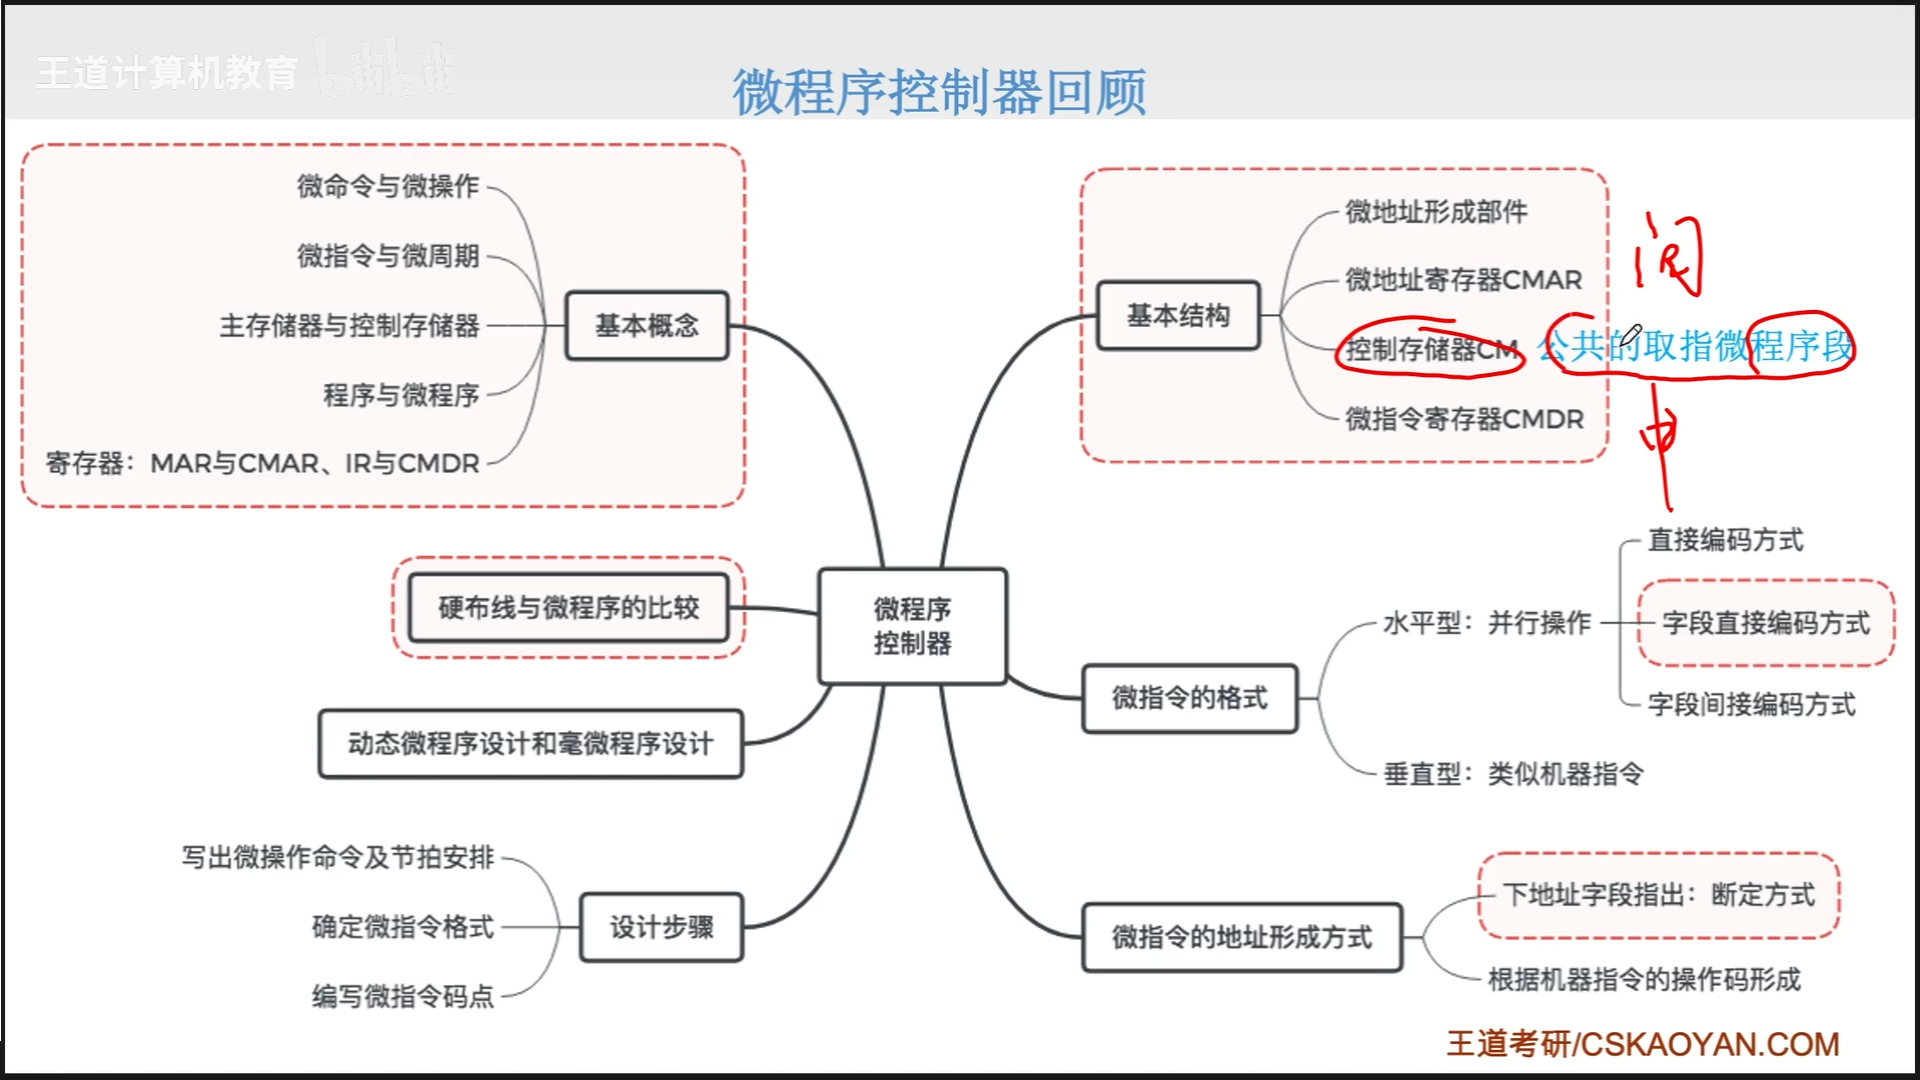 王道计算机教育 bilibili
微程序控制器回顾
微命令与微操作
微指令与微周期
主存储器与控制存储器
程序与微程序
寄存器：MAR与CMAR、IR与CMDR
基本概念
硬布线与微程序的比较
动态微程序设计和毫微程序设计
写出微操作命令及节拍安排
确定微指令格式
编写微指令码点
设计步骤
微程序
控制器
基本结构
微地址形成部件
微地址寄存器CMAR
控制存储器CM 公共的取指微程序段
微指令寄存器CMDR
间
中
微指令的格式
水平型：并行操作
直接编码方式
字段直接编码方式
字段间接编码方式
垂直型：类似机器指令
微指令的地址形成方式
下地址字段指出：断定方式
根据机器指令的操作码形成
王道考研/CSKAOYAN.COM